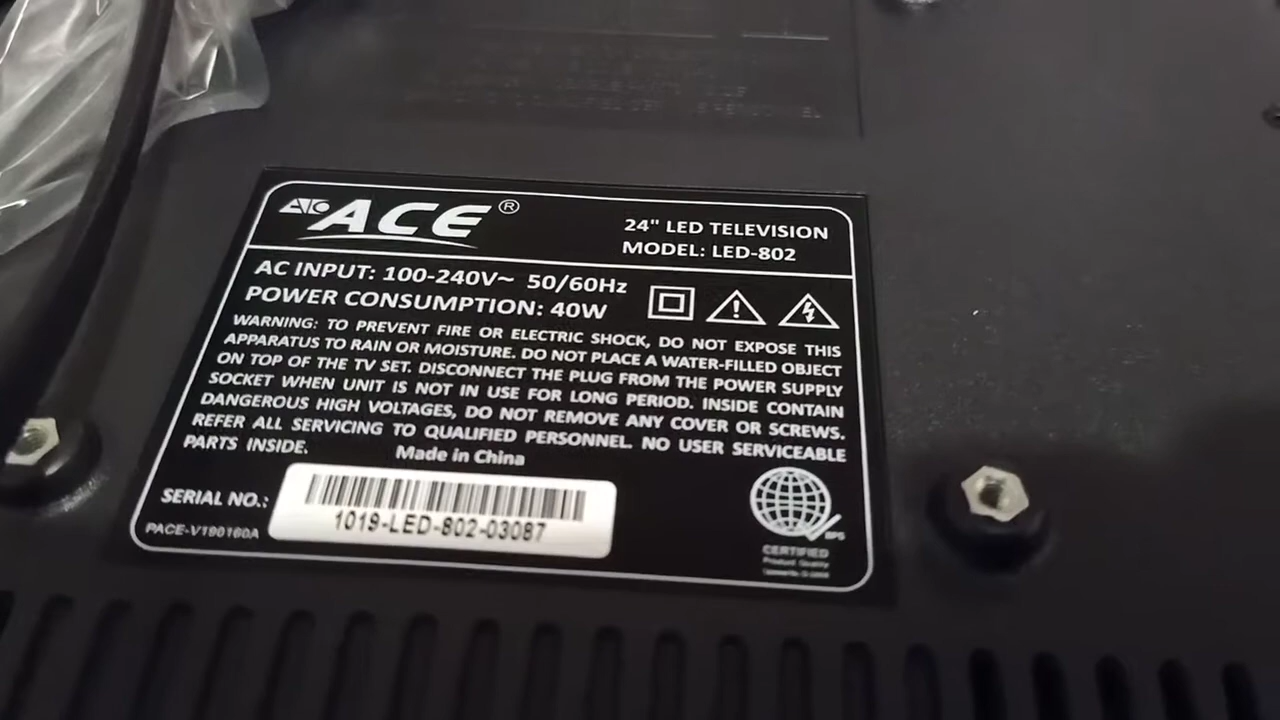 ACE®
24" LED TELEVISION
MODEL: LED-802
AC INPUT: 100-240V~ 50/60Hz
POWER CONSUMPTION: 40W
WARNING: TO PREVENT FIRE OR ELECTRIC SHOCK, DO NOT EXPOSE THIS
APPARATUS TO RAIN OR MOISTURE. DO NOT PLACE A WATER-FILLED OBJECT
ON TOP OF THE TV SET. DISCONNECT THE PLUG FROM THE POWER SUPPLY
SOCKET WHEN UNIT IS NOT IN USE FOR LONG PERIOD. INSIDE CONTAIN
DANGEROUS HIGH VOLTAGES, DO NOT REMOVE ANY COVER OR SCREWS.
REFER ALL SERVICING TO QUALIFIED PERSONNEL. NO USER SERVICEABLE
PARTS INSIDE.
Made in China
SERIAL NO.:
1019-LED-802-03087
PACE-V190160A
BPS
CERTIFIED
Product Quality